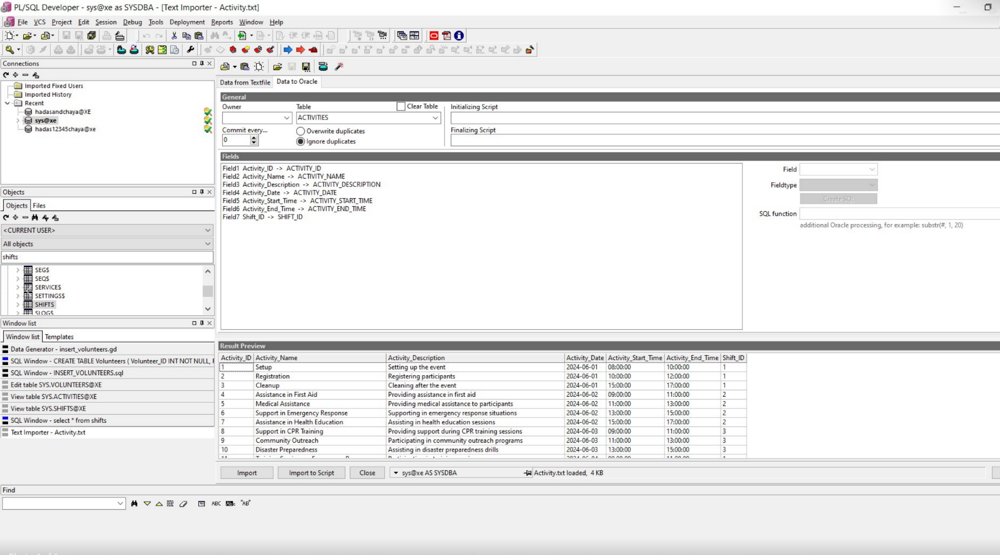 PL/SQL Developer - sys@xe as SYSDBA - [Text Importer - Activity.txt]
File VCS Project Edit Session Debug Tools Deployment Reports Window Help
Connections
Imported Fixed Users
Imported History
Recent
hadasandchaya@XE
sys@xe
hadas12345chaya@xe
Objects
Objects Files
<CURRENT USER>
All objects
shifts
SEG$
SEQ$
SERVICE$
SETTINGS$
SHIFTS
SLOG$
Window list
Window list Templates
Data Generator - insert_volunteers.gd
SQL Window - CREATE TABLE Volunteers ( Volunteer_ID INT NOT NULL,
SQL Window - INSERT_VOLUNTEERS.sql
Edit table SYS.VOLUNTEERS@XE
View table SYS.ACTIVITIES@XE
View table SYS.SHIFTS@XE
SQL Window - select * from shifts
Text Importer - Activity.txt
Data from Textfile Data to Oracle
General
Owner Table Clear Table Initializing Script
ACTIVITIES
Commit every... Overwrite duplicates Finalizing Script
0 Ignore duplicates
Fields
Field1 Activity_ID -> ACTIVITY_ID
Field2 Activity_Name -> ACTIVITY_NAME
Field3 Activity_Description -> ACTIVITY_DESCRIPTION
Field4 Activity_Date -> ACTIVITY_DATE
Field5 Activity_Start_Time -> ACTIVITY_START_TIME
Field6 Activity_End_Time -> ACTIVITY_END_TIME
Field7 Shift_ID -> SHIFT_ID
Field
Fieldtype
Create SQL
SQL function
additional Oracle processing, for example: substr(#, 1, 20)
Result Preview
Activity_ID Activity_Name Activity_Description Activity_Date Activity_Start_Time Activity_End_Time Shift_ID
1 Setup Setting up the event 2024-06-01 08:00:00 10:00:00 1
2 Registration Registering participants 2024-06-01 10:00:00 12:00:00 1
3 Cleanup Cleaning after the event 2024-06-01 15:00:00 17:00:00 1
4 Assistance in First Aid Providing assistance in first aid 2024-06-02 09:00:00 11:00:00 2
5 Medical Assistance Providing medical assistance to participants 2024-06-02 11:00:00 13:00:00 2
6 Support in Emergency Response Supporting in emergency response situations 2024-06-02 13:00:00 15:00:00 2
7 Assistance in Health Education Assisting in health education sessions 2024-06-02 15:00:00 17:00:00 2
8 Support in CPR Training Providing support during CPR training sessions 2024-06-03 09:00:00 11:00:00 3
9 Community Outreach Participating in community outreach programs 2024-06-03 11:00:00 13:00:00 3
10 Disaster Preparedness Assisting in disaster preparedness drills 2024-06-03 13:00:00 15:00:00 3
Import Import to Script Close sys@xe AS SYSDBA Activity.txt loaded, 4 KB
Find
ABC "AB"